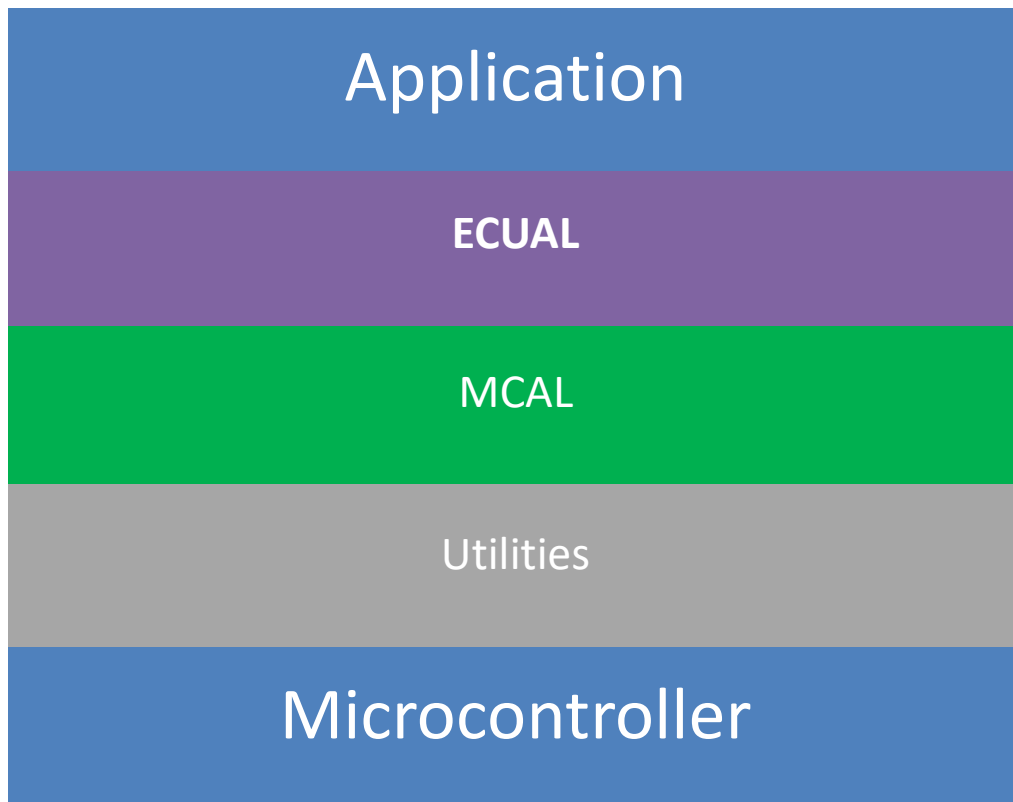 Application
ECUAL
MCAL
Utilities
Microcontroller